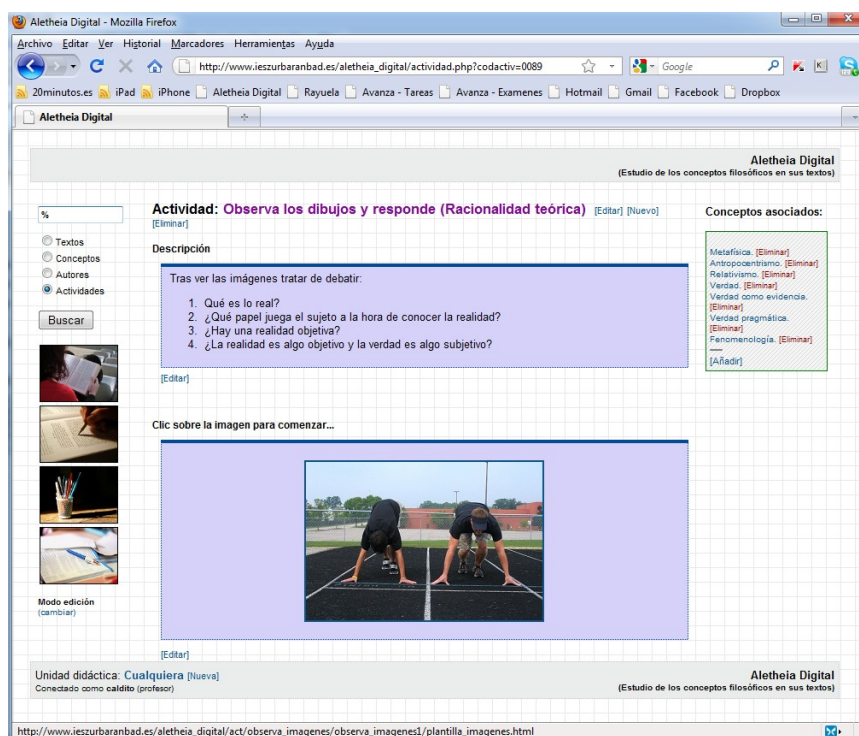 Aletheia Digital - Mozilla Firefox
Archivo Editar Ver Historial Marcadores Herramientas Ayuda
http://www.ieszurbaranbad.es/aletheia_digital/actividad.php?codactiv=0089
Google
20minutos.es iPad iPhone Aletheia Digital Rayuela Avanza - Tareas Avanza - Examenes Hotmail Gmail Facebook Dropbox
Aletheia Digital
Aletheia Digital
(Estudio de los conceptos filosóficos en sus textos)
%
Textos
Conceptos
Autores
Actividades
Buscar
Modo edición
(cambiar)
Actividad: Observa los dibujos y responde (Racionalidad teórica) [Editar] [Nuevo]
[Eliminar]
Descripción
Tras ver las imágenes tratar de debatir:
1. Qué es lo real?
2. ¿Qué papel juega el sujeto a la hora de conocer la realidad?
3. ¿Hay una realidad objetiva?
4. ¿La realidad es algo objetivo y la verdad es algo subjetivo?
[Editar]
Clic sobre la imagen para comenzar...
[Editar]
Conceptos asociados:
Metafísica. [Eliminar]
Antropocentrismo. [Eliminar]
Relativismo. [Eliminar]
Verdad. [Eliminar]
Verdad como evidencia.
[Eliminar]
Verdad pragmática.
[Eliminar]
Fenomenología. [Eliminar]
[Añadir]
Unidad didáctica: Cualquiera [Nueva]
Conectado como caldito (profesor)
Aletheia Digital
(Estudio de los conceptos filosóficos en sus textos)
http://www.ieszurbaranbad.es/aletheia_digital/act/observa_imagenes/observa_imagenes1/plantilla_imagenes.html